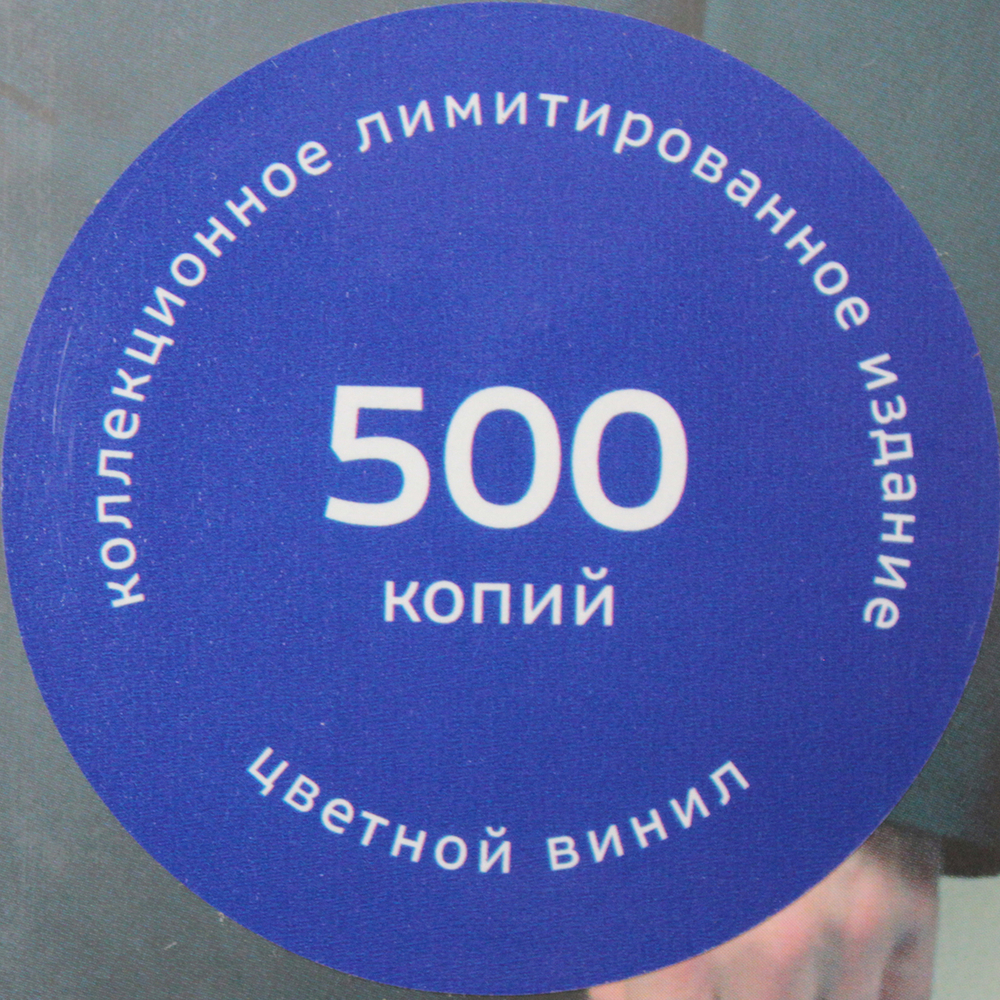 коллекционное лимитированное издание
500
копий
цветной винил